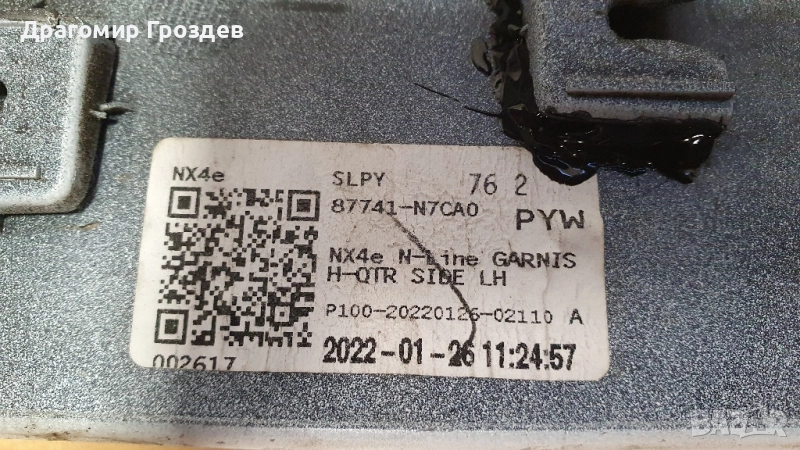 Драгомир Гроздев
NX4e
SLPY 76 2
87741-N7CA0
PYW
NX4e N-Line GARNIS
H-QTR SIDE LH
P100-20220126-02110 A
002617
2022-01-26 11:24:57
BAZAR